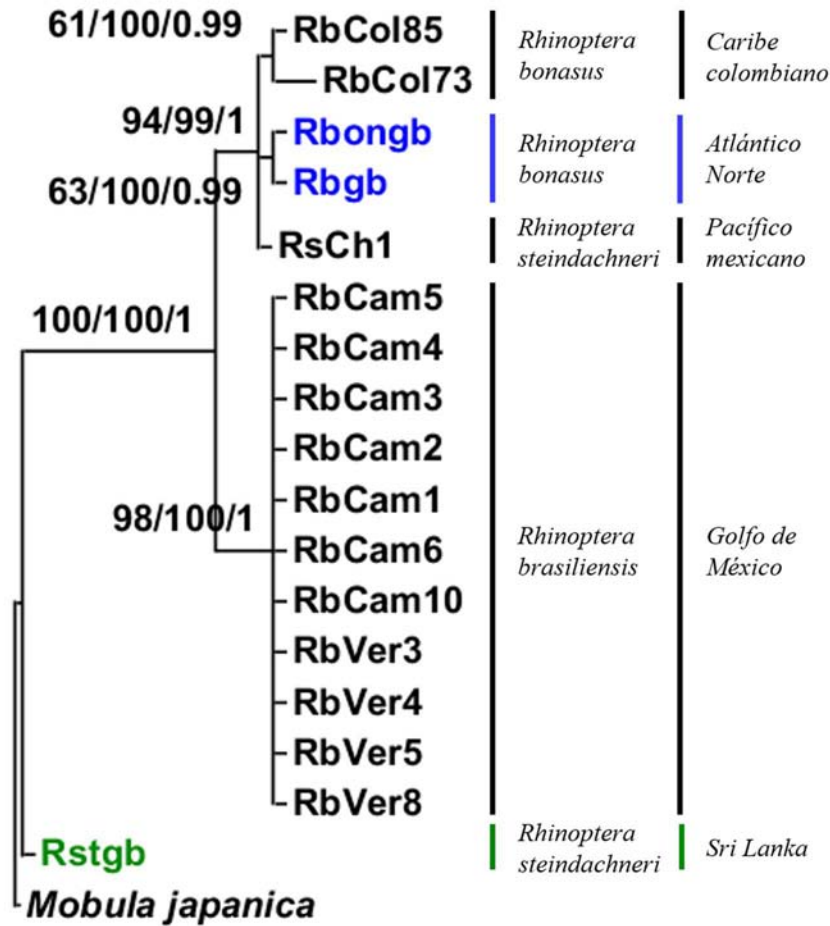 61/100/0.99
RbCol85
RbCol73
Rhinoptera
bonasus
Caribe
colombiano
94/99/1
Rbongb
Rbgb
63/100/0.99
Rhinoptera
bonasus
Atlántico
Norte
RsCh1
Rhinoptera
steindachneri
Pacífico
mexicano
100/100/1
RbCam5
RbCam4
RbCam3
RbCam2
RbCam1
98/100/1
RbCam6
RbCam10
RbVer3
RbVer4
RbVer5
RbVer8
Rhinoptera
brasiliensis
Golfo de
México
Rstgb
Rhinoptera
steindachneri
Sri Lanka
Mobula japanica